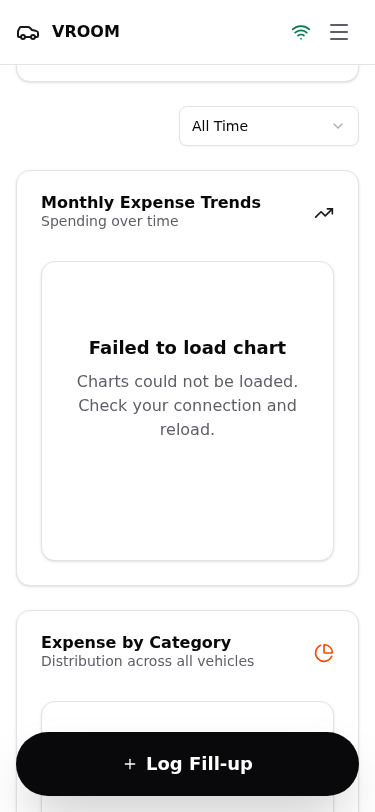 VROOM
All Time
Monthly Expense Trends
Spending over time
Failed to load chart
Charts could not be loaded.
Check your connection and
reload.
Expense by Category
Distribution across all vehicles
+ Log Fill-up